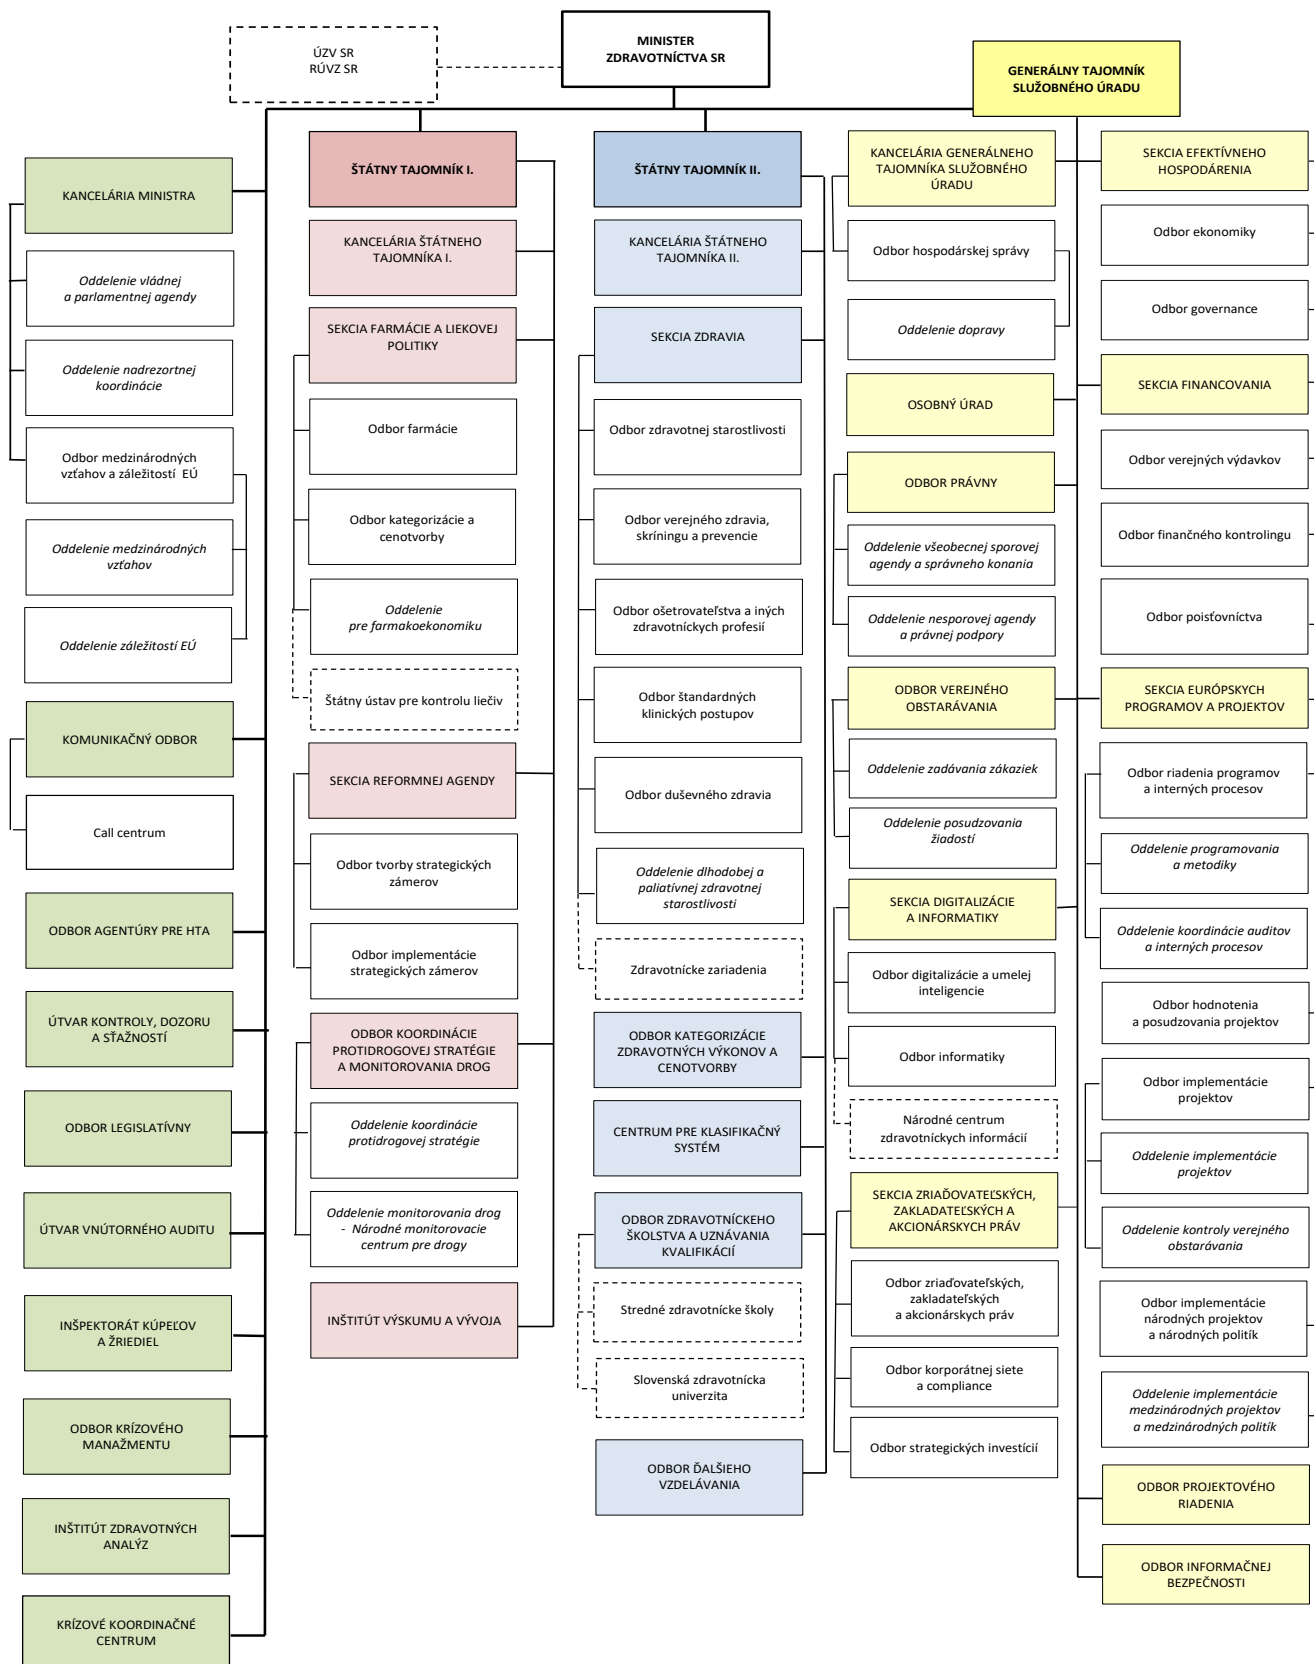 ÚZV SR
RÚVZ SR
MINISTER
ZDRAVOTNÍCTVA SR
GENERÁLNY TAJOMNÍK
SLUŽOBNÉHO ÚRADU
KANCELÁRIA MINISTRA
Oddelenie vládnej
a parlamentnej agendy
Oddelenie nadrezortnej
koordinácie
Odbor medzinárodných
vzťahov a záležitostí  EÚ
Oddelenie medzinárodných
vzťahov
Oddelenie záležitostí EÚ
KOMUNIKAČNÝ ODBOR
Call centrum
ODBOR AGENTÚRY PRE HTA
ÚTVAR KONTROLY, DOZORU
A SŤAŽNOSTÍ
ODBOR LEGISLATÍVNY
ÚTVAR VNÚTORNÉHO AUDITU
INŠPEKTORÁT KÚPEĽOV
A ŽRIEDIEL
ODBOR KRÍZOVÉHO
MANAŽMENTU
INŠTITÚT ZDRAVOTNÝCH
ANALÝZ
KRÍZOVÉ KOORDINAČNÉ
CENTRUM
ŠTÁTNY TAJOMNÍK I.
KANCELÁRIA ŠTÁTNEHO
TAJOMNÍKA I.
SEKCIA FARMÁCIE A LIEKOVEJ
POLITIKY
Odbor farmácie
Odbor kategorizácie a
cenotvorby
Oddelenie
pre farmakoekonomiku
Štátny ústav pre kontrolu liečiv
SEKCIA REFORMNEJ AGENDY
Odbor tvorby strategických
zámerov
Odbor implementácie
strategických zámerov
ODBOR KOORDINÁCIE
PROTIDROGOVEJ STRATÉGIE
A MONITOROVANIA DROG
Oddelenie koordinácie
protidrogovej stratégie
Oddelenie monitorovania drog
-  Národné monitorovacie
centrum pre drogy
INŠTITÚT VÝSKUMU A VÝVOJA
ŠTÁTNY TAJOMNÍK II.
KANCELÁRIA ŠTÁTNEHO
TAJOMNÍKA II.
SEKCIA ZDRAVIA
Odbor zdravotnej starostlivosti
Odbor verejného zdravia,
skríningu a prevencie
Odbor ošetrovateľstva a iných
zdravotníckych profesií
Odbor štandardných
klinických postupov
Odbor duševného zdravia
Oddelenie dlhodobej a
paliatívnej zdravotnej
starostlivosti
Zdravotnícke zariadenia
ODBOR KATEGORIZÁCIE
ZDRAVOTNÝCH VÝKONOV A
CENOTVORBY
CENTRUM PRE KLASIFIKAČNÝ
SYSTÉM
ODBOR ZDRAVOTNÍCKEHO
ŠKOLSTVA A UZNÁVANIA
KVALIFIKÁCIÍ
Stredné zdravotnícke školy
Slovenská zdravotnícka
univerzita
ODBOR ĎALŠIEHO
VZDELÁVANIA
KANCELÁRIA GENERÁLNEHO
TAJOMNÍKA SLUŽOBNÉHO
ÚRADU
Odbor hospodárskej správy
Oddelenie dopravy
OSOBNÝ ÚRAD
ODBOR PRÁVNY
Oddelenie všeobecnej sporovej
agendy a správneho konania
Oddelenie nesporovej agendy
a právnej podpory
ODBOR VEREJNÉHO
OBSTARÁVANIA
Oddelenie zadávania zákaziek
Oddelenie posudzovania
žiadostí
SEKCIA DIGITALIZÁCIE
A INFORMATIKY
Odbor digitalizácie a umelej
inteligencie
Odbor informatiky
Národné centrum
zdravotníckych informácií
SEKCIA ZRIAĎOVATEĽSKÝCH,
ZAKLADATEĽSKÝCH A
AKCIONÁRSKYCH PRÁV
Odbor zriaďovateľských,
zakladateľských
a akcionárskych práv
Odbor korporátnej siete
a compliance
Odbor strategických investícií
SEKCIA EFEKTÍVNEHO
HOSPODÁRENIA
Odbor ekonomiky
Odbor governance
SEKCIA FINANCOVANIA
Odbor verejných výdavkov
Odbor finančného kontrolingu
Odbor poisťovníctva
SEKCIA EURÓPSKYCH
PROGRAMOV A PROJEKTOV
Odbor riadenia programov
a interných procesov
Oddelenie programovania
a metodiky
Oddelenie koordinácie auditov
a interných procesov
Odbor hodnotenia
a posudzovania projektov
Odbor implementácie
projektov
Oddelenie implementácie
projektov
Oddelenie kontroly verejného
obstarávania
Odbor implementácie
národných projektov
a národných politík
Oddelenie implementácie
medzinárodných projektov
a medzinárodných politík
ODBOR PROJEKTOVÉHO
RIADENIA
ODBOR INFORMAČNEJ
BEZPEČNOSTI